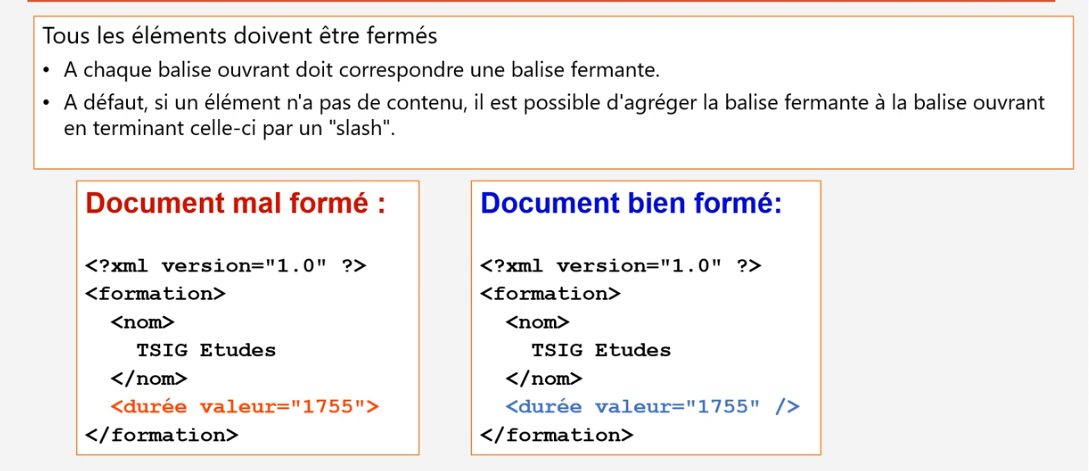 Tous les éléments doivent être fermés
• A chaque balise ouvrant doit correspondre une balise fermante.
• A défaut, si un élément n'a pas de contenu, il est possible d'agréger la balise fermante à la balise ouvrant
en terminant celle-ci par un "slash".
Document mal formé :
<?xml version="1.0" ?>
<formation>
  <nom>
    TSIG Etudes
  </nom>
  <durée valeur="1755">
</formation>
Document bien formé:
<?xml version="1.0" ?>
<formation>
  <nom>
    TSIG Etudes
  </nom>
  <durée valeur="1755" />
</formation>